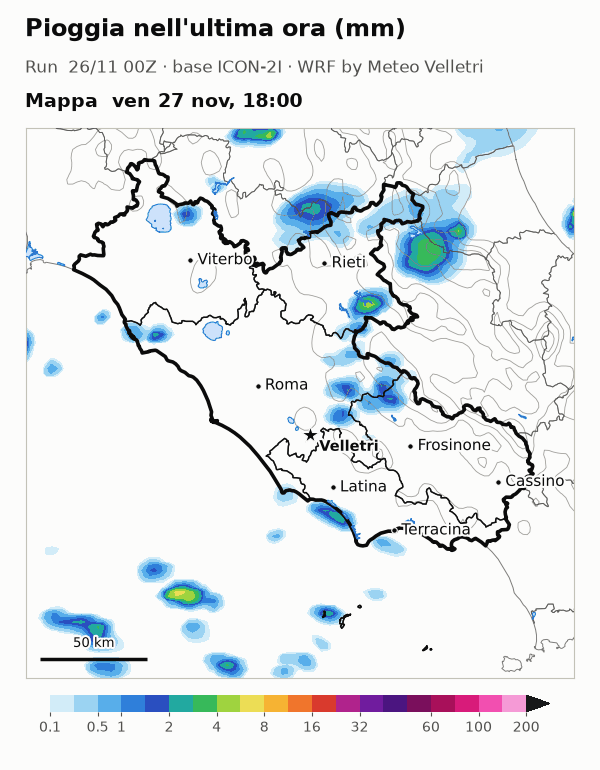 Pioggia nell'ultima ora (mm)
Run  26/11 00Z · base ICON-2I · WRF by Meteo Velletri
Mappa  ven 27 nov, 18:00
Viterbo
Rieti
Roma
Velletri
Frosinone
Cassino
Latina
Terracina
50 km
0.1 0.5 1 2 4 8 16 32 60 100 200